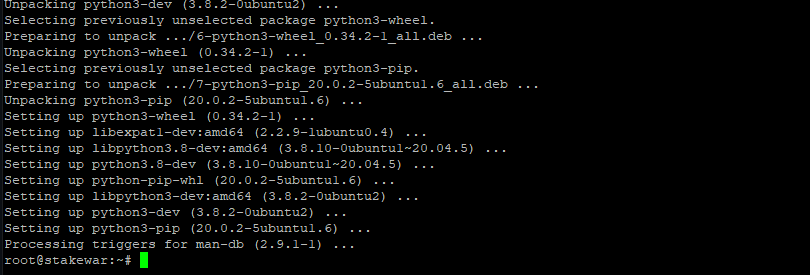 Unpacking python3-dev (3.8.2-0ubuntu2) ...
Selecting previously unselected package python3-wheel.
Preparing to unpack .../6-python3-wheel_0.34.2-1_all.deb ...
Unpacking python3-wheel (0.34.2-1) ...
Selecting previously unselected package python3-pip.
Preparing to unpack .../7-python3-pip_20.0.2-5ubuntu1.6_all.deb ...
Unpacking python3-pip (20.0.2-5ubuntu1.6) ...
Setting up python3-wheel (0.34.2-1) ...
Setting up libexpat1-dev:amd64 (2.2.9-1ubuntu0.4) ...
Setting up libpython3.8-dev:amd64 (3.8.10-0ubuntu1~20.04.5) ...
Setting up python3.8-dev (3.8.10-0ubuntu1~20.04.5) ...
Setting up python-pip-whl (20.0.2-5ubuntu1.6) ...
Setting up libpython3-dev:amd64 (3.8.2-0ubuntu2) ...
Setting up python3-dev (3.8.2-0ubuntu2) ...
Setting up python3-pip (20.0.2-5ubuntu1.6) ...
Processing triggers for man-db (2.9.1-1) ...
root@stakewar:~#